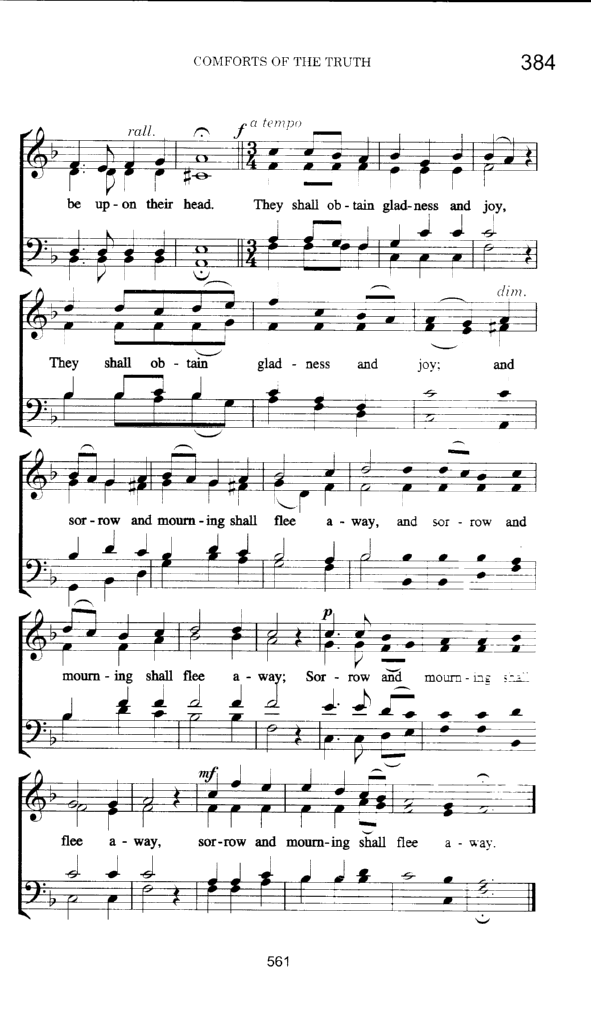 COMFORTS OF THE TRUTH
384
rall.
f a tempo
be up - on their head. They shall ob - tain glad - ness and joy,
dim.
They shall ob - tain glad - ness and joy; and
sor - row and mourn - ing shall flee a - way, and sor - row and
p
mourn - ing shall flee a - way; Sor - row and mourn - ing shall
mf
flee a - way, sor-row and mourn-ing shall flee a - way.
561